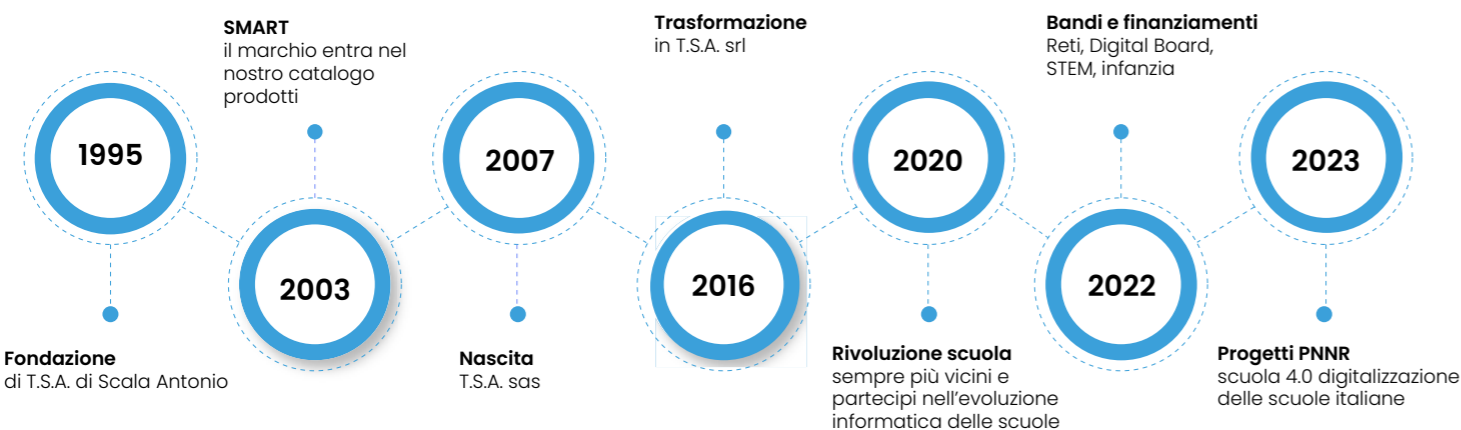 1995
Fondazione
di T.S.A. di Scala Antonio
SMART
il marchio entra nel
nostro catalogo
prodotti
2003
2007
Nascita
T.S.A. sas
Trasformazione
in T.S.A. srl
2016
2020
Rivoluzione scuola
sempre più vicini e
partecipi nell'evoluzione
informatica delle scuole
Bandi e finanziamenti
Reti, Digital Board,
STEM, infanzia
2022
2023
Progetti PNNR
scuola 4.0 digitalizzazione
delle scuole italiane